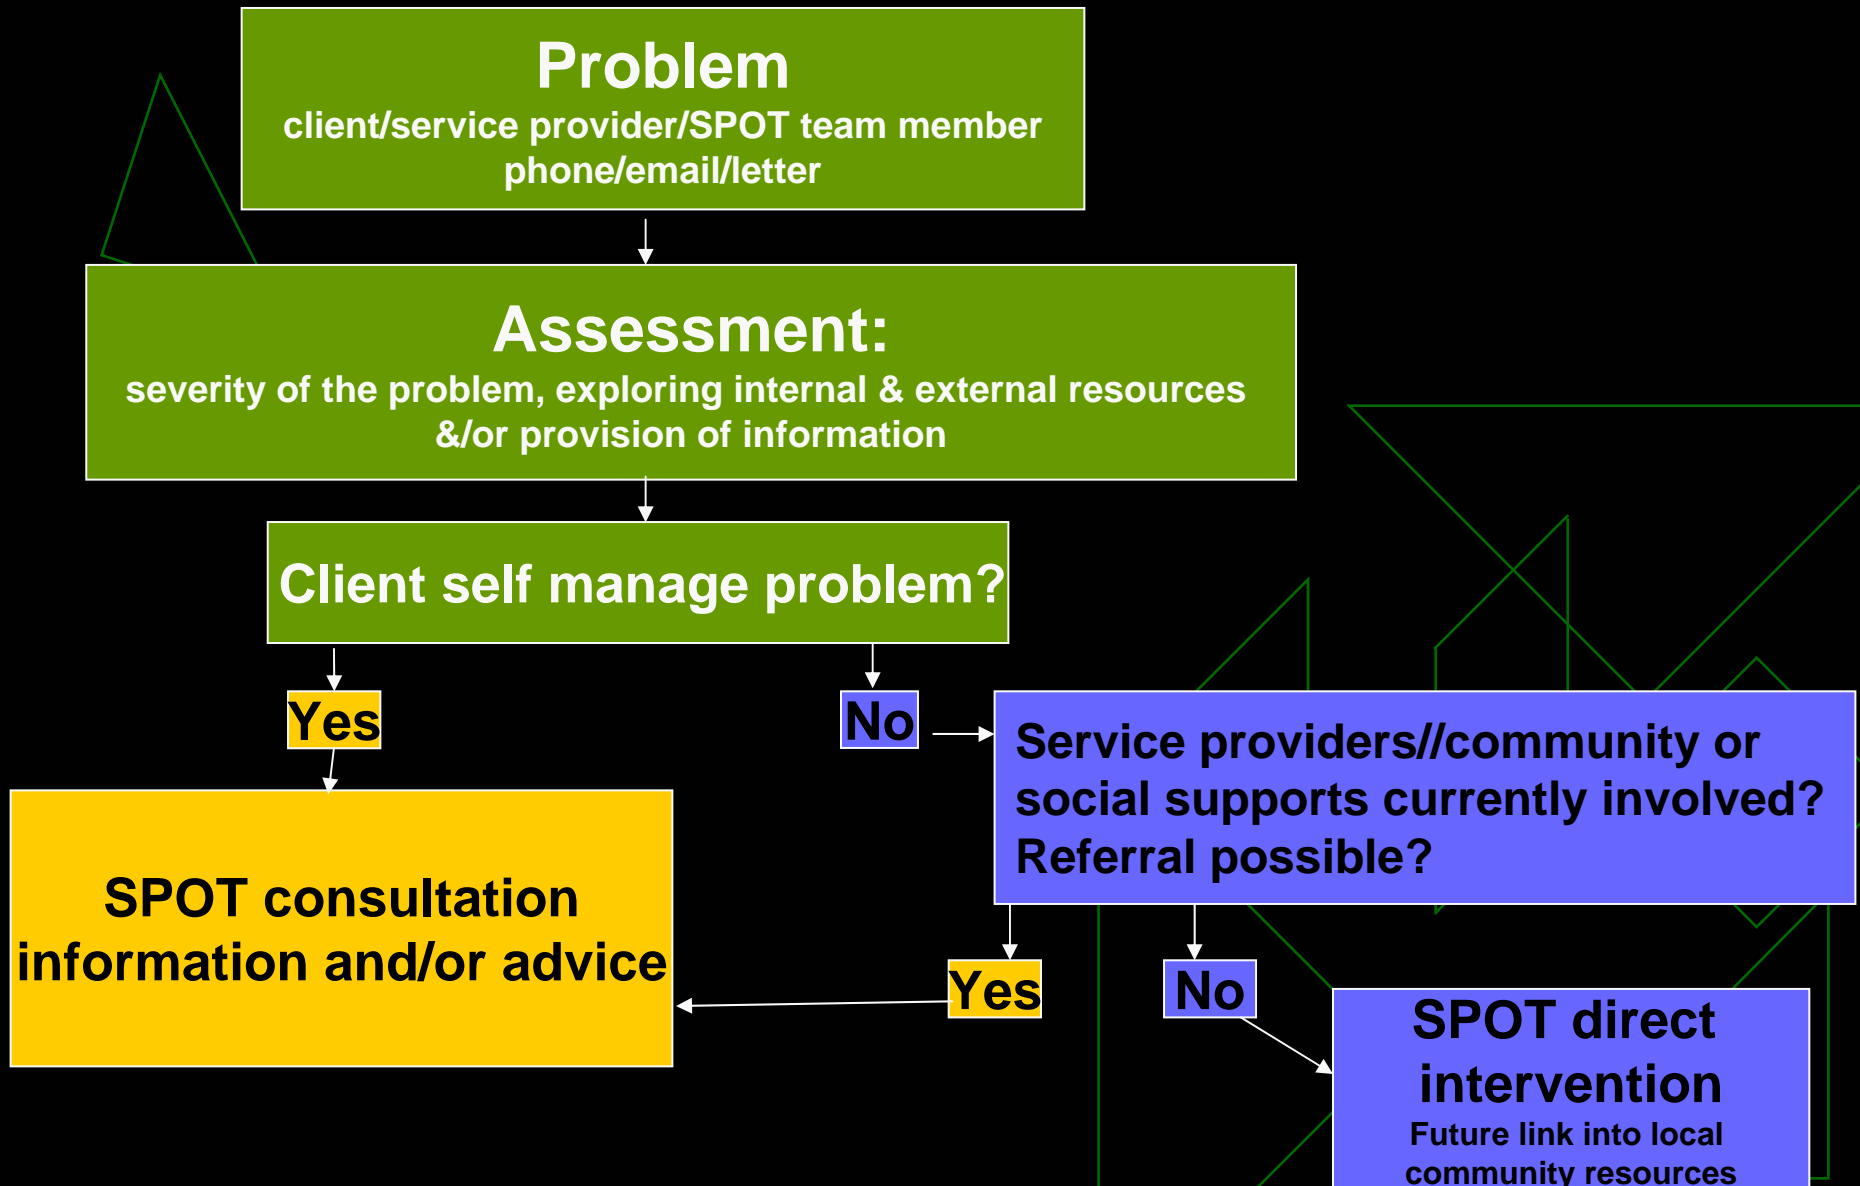 Problem
client/service provider/SPOT team member
phone/email/letter
Assessment:
severity of the problem, exploring internal & external resources
&/or provision of information
Client self manage problem?
Yes
No
Service providers//community or
social supports currently involved?
Referral possible?
SPOT consultation
information and/or advice
Yes
No
SPOT direct
intervention
Future link into local
community resources